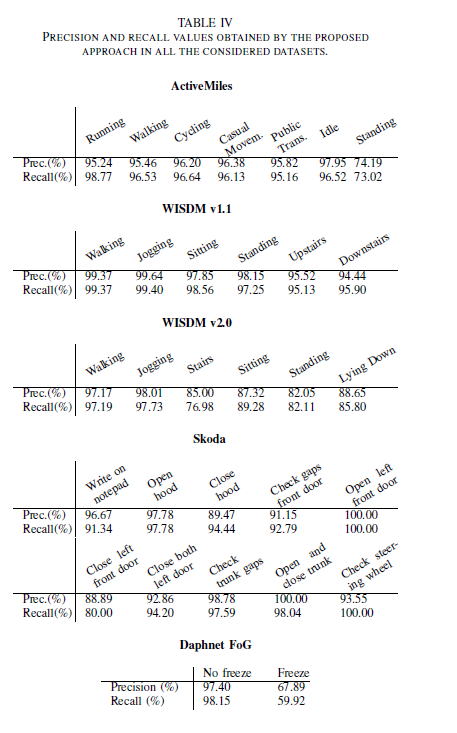 TABLE IV
PRECISION AND RECALL VALUES OBTAINED BY THE PROPOSED
APPROACH IN ALL THE CONSIDERED DATASETS.
ActiveMiles
Running Walking Cycling Casual Movem. Public Trans. Idle Standing
Prec.(%) 95.24 95.46 96.20 96.38 95.82 97.95 74.19
Recall(%) 98.77 96.53 96.64 96.13 95.16 96.52 73.02
WISDM v1.1
Walking Jogging Sitting Standing Upstairs Downstairs
Prec.(%) 99.37 99.64 97.85 98.15 95.52 94.44
Recall(%) 99.37 99.40 98.56 97.25 95.13 95.90
WISDM v2.0
Walking Jogging Stairs Sitting Standing Lying Down
Prec.(%) 97.17 98.01 85.00 87.32 82.05 88.65
Recall(%) 97.19 97.73 76.98 89.28 82.11 85.80
Skoda
Write on notepad Open hood Close hood Check gaps front door Open left front door
Prec.(%) 96.67 97.78 89.47 91.15 100.00
Recall(%) 91.34 97.78 94.44 92.79 100.00
Close left front door Close both left door Check trunk gaps Open and close trunk Check steer- ing wheel
Prec.(%) 88.89 92.86 98.78 100.00 93.55
Recall(%) 80.00 94.20 97.59 98.04 100.00
Daphnet FoG
No freeze Freeze
Precision (%) 97.40 67.89
Recall (%) 98.15 59.92